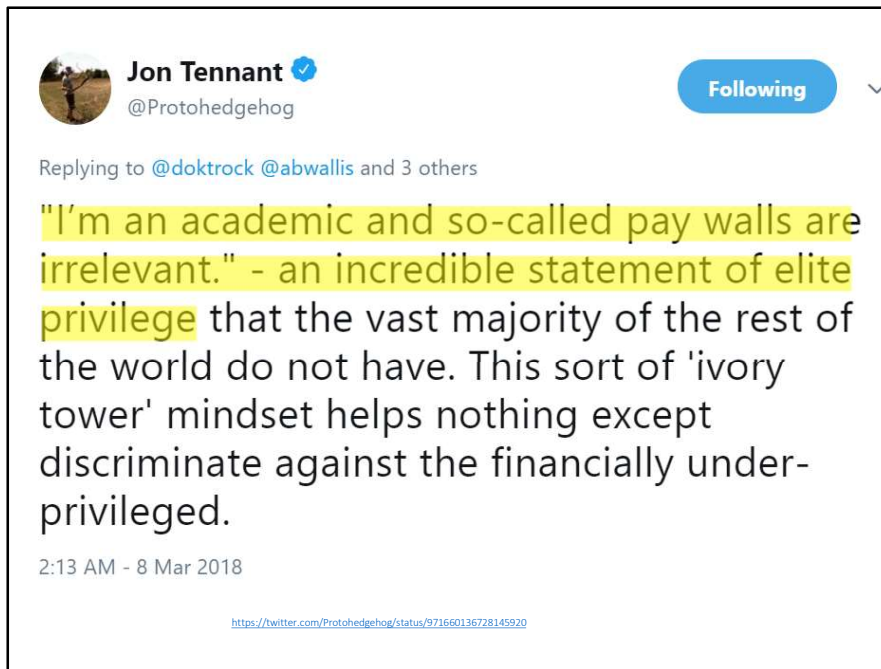 Jon Tennant
@Protohedgehog
Following
Replying to @doktrock @abwallis and 3 others
"I’m an academic and so-called pay walls are
irrelevant." - an incredible statement of elite
privilege that the vast majority of the rest of
the world do not have. This sort of 'ivory
tower' mindset helps nothing except
discriminate against the financially under-
privileged.
2:13 AM - 8 Mar 2018
https://twitter.com/Protohedgehog/status/971660136728145920